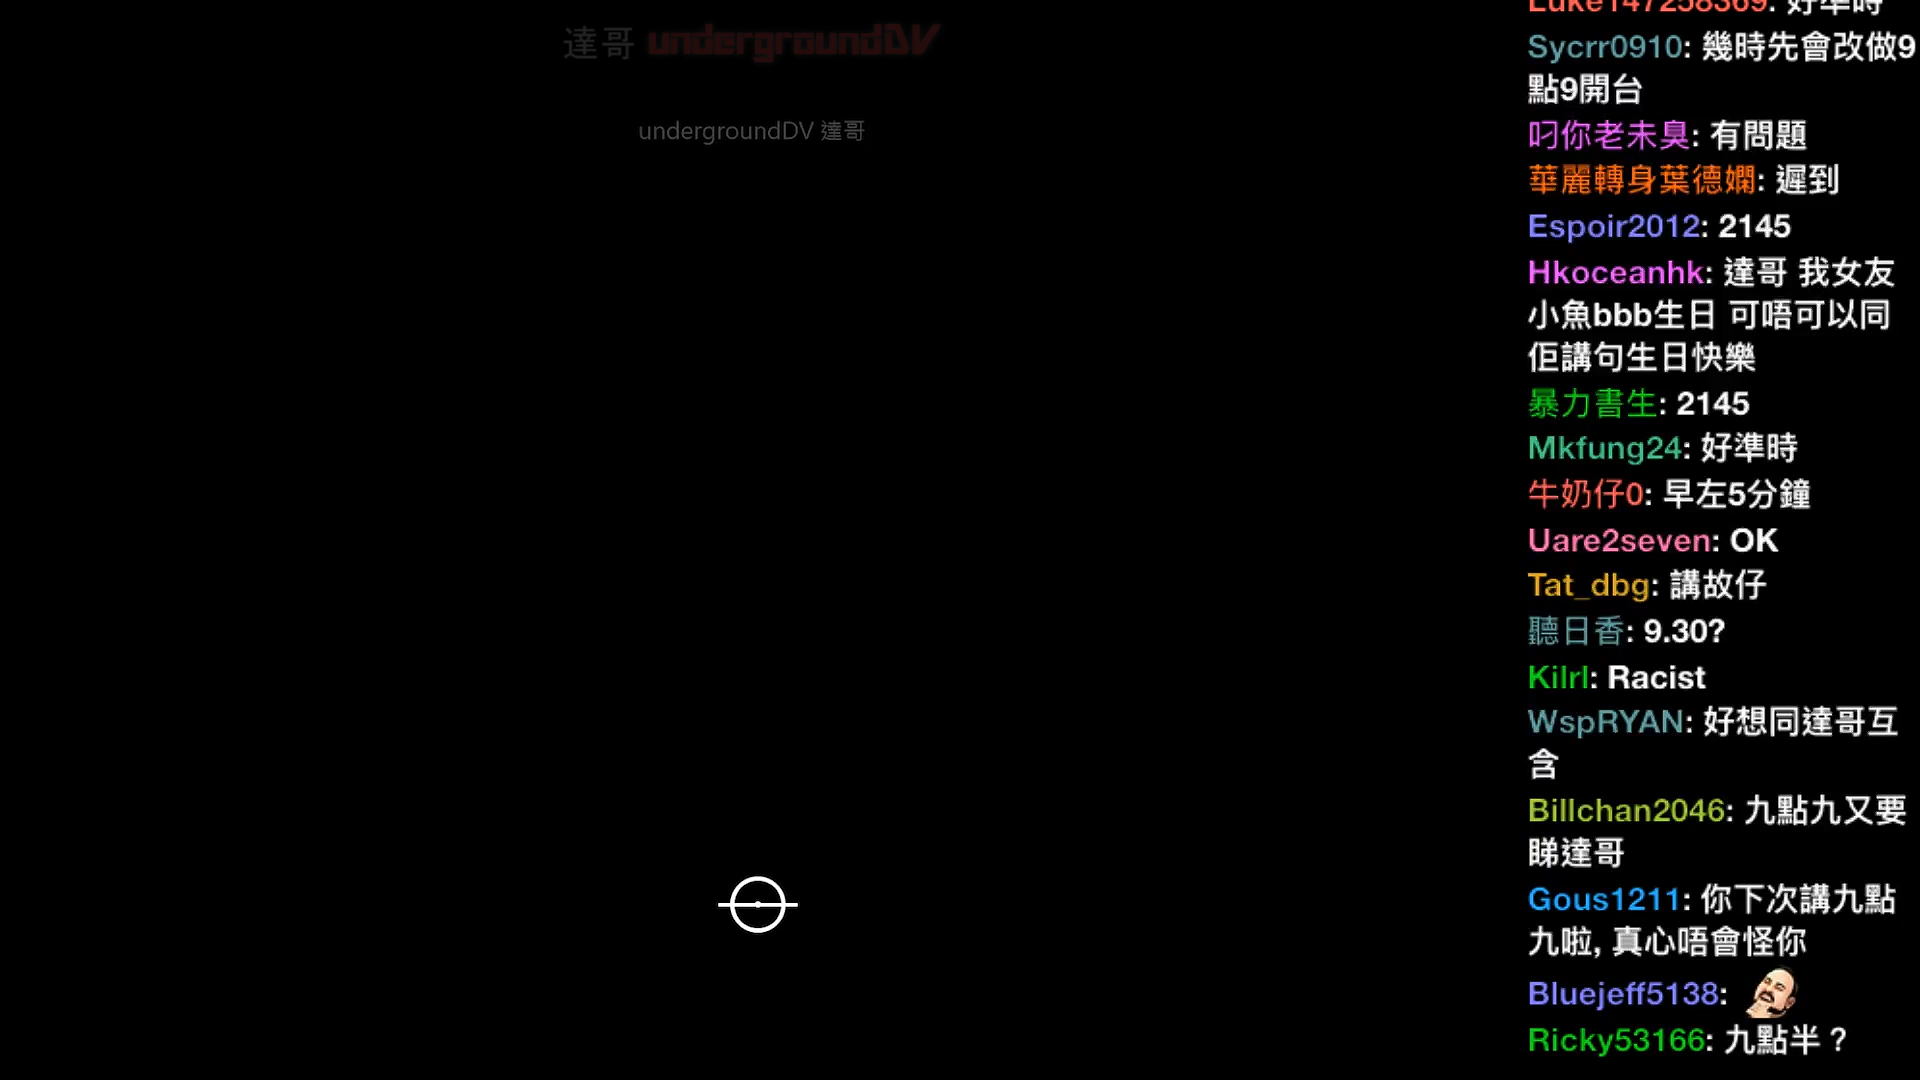 達哥 undergroundDV
undergroundDV 達哥
Luke147258369: 好準時
Sycrr0910: 幾時先會改做9
點9開台
叼你老未臭: 有問題
華麗轉身葉德嫻: 遲到
Espoir2012: 2145
Hkoceanhk: 達哥 我女友
小魚bbb生日 可唔可以同
佢講句生日快樂
暴力書生: 2145
Mkfung24: 好準時
牛奶仔0: 早左5分鐘
Uare2seven: OK
Tat_dbg: 講故仔
聽日香: 9.30?
Kilrl: Racist
WspRYAN: 好想同達哥互
含
Billchan2046: 九點九又要
睇達哥
Gous1211: 你下次講九點
九啦, 真心唔會怪你
Bluejeff5138:
Ricky53166: 九點半？